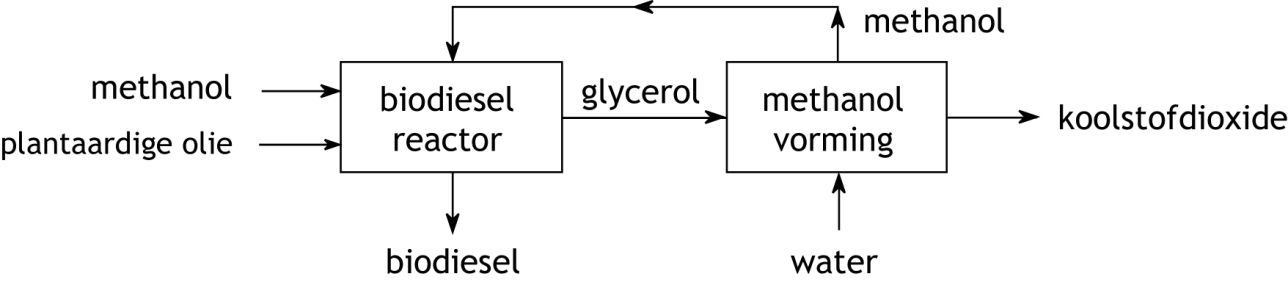 methanol
methanol
plantaardige olie
biodiesel
reactor
glycerol
methanol
vorming
koolstofdioxide
biodiesel
water